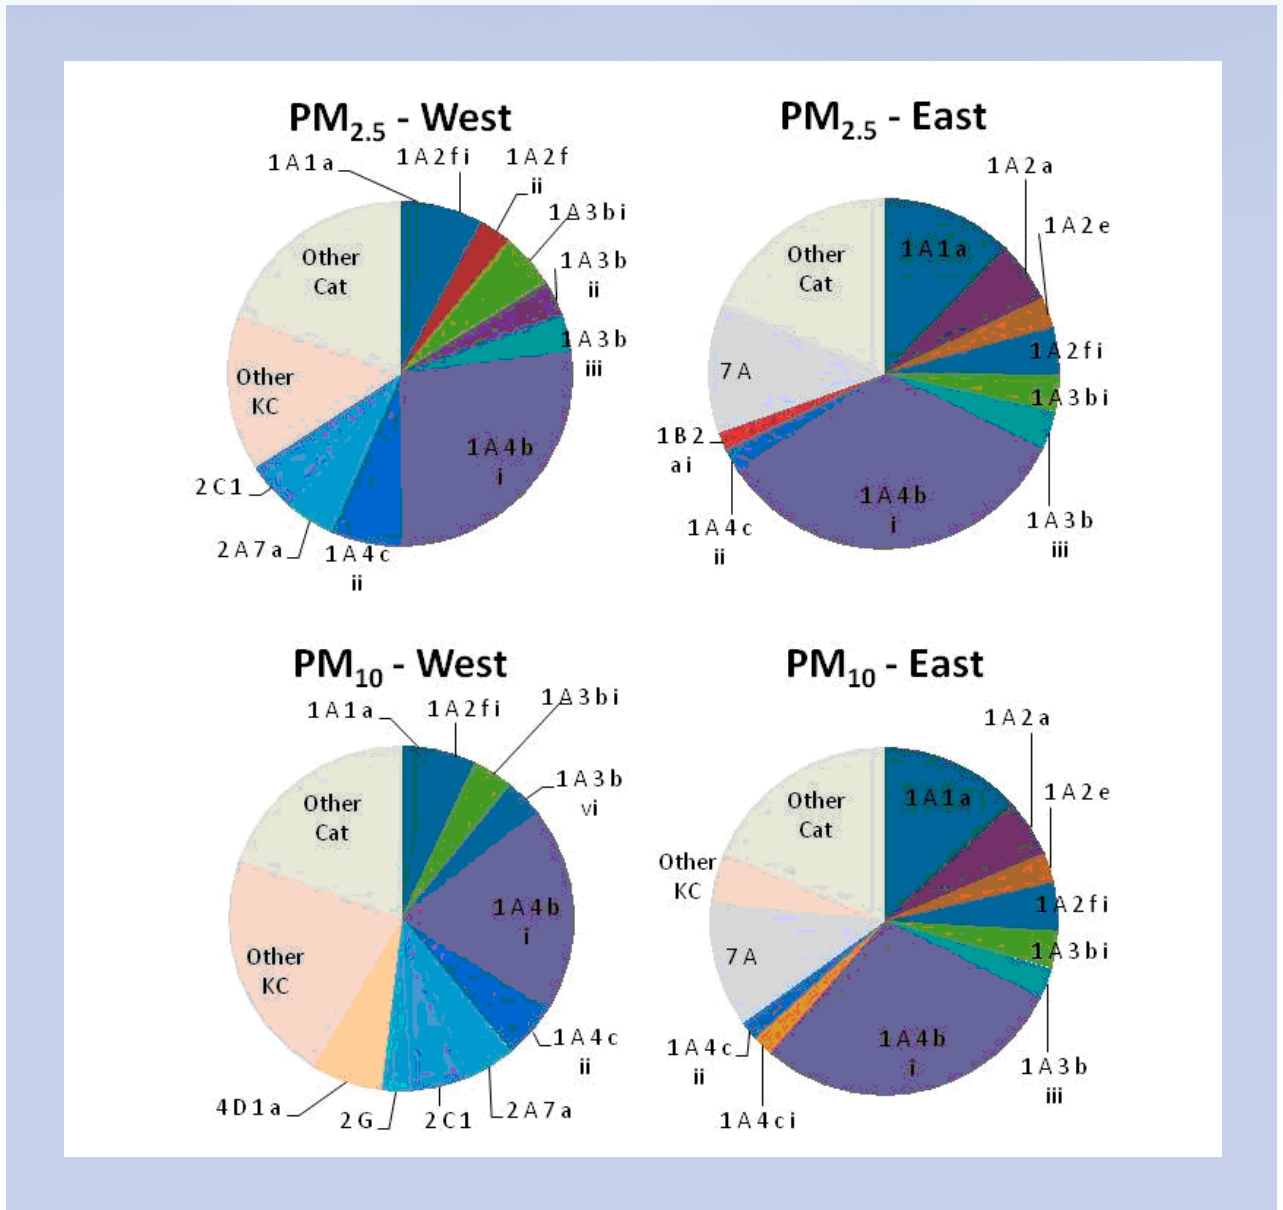 PM2.5 - West
1 A 1 a
1 A 2 f i
1 A 2 f
ii
1 A 3 b i
1 A 3 b
ii
1 A 3 b
iii
1 A 4 b
i
1 A 4 c
ii
2 A 7 a
2 C 1
Other
KC
Other
Cat
PM2.5 - East
1 A 1 a
1 A 2 a
1 A 2 e
1 A 2 f i
1 A 3 b i
1 A 3 b
iii
1 A 4 b
i
1 A 4 c
ii
1 B 2
a i
7 A
Other
Cat
PM10 - West
1 A 1 a
1 A 2 f i
1 A 3 b i
1 A 3 b
vi
1 A 4 b
i
1 A 4 c
ii
2 A 7 a
2 C 1
2 G
4 D 1 a
Other
KC
Other
Cat
PM10 - East
1 A 1 a
1 A 2 a
1 A 2 e
1 A 2 f i
1 A 3 b i
1 A 3 b
iii
1 A 4 b
i
1 A 4 c i
1 A 4 c
ii
7 A
Other
KC
Other
Cat